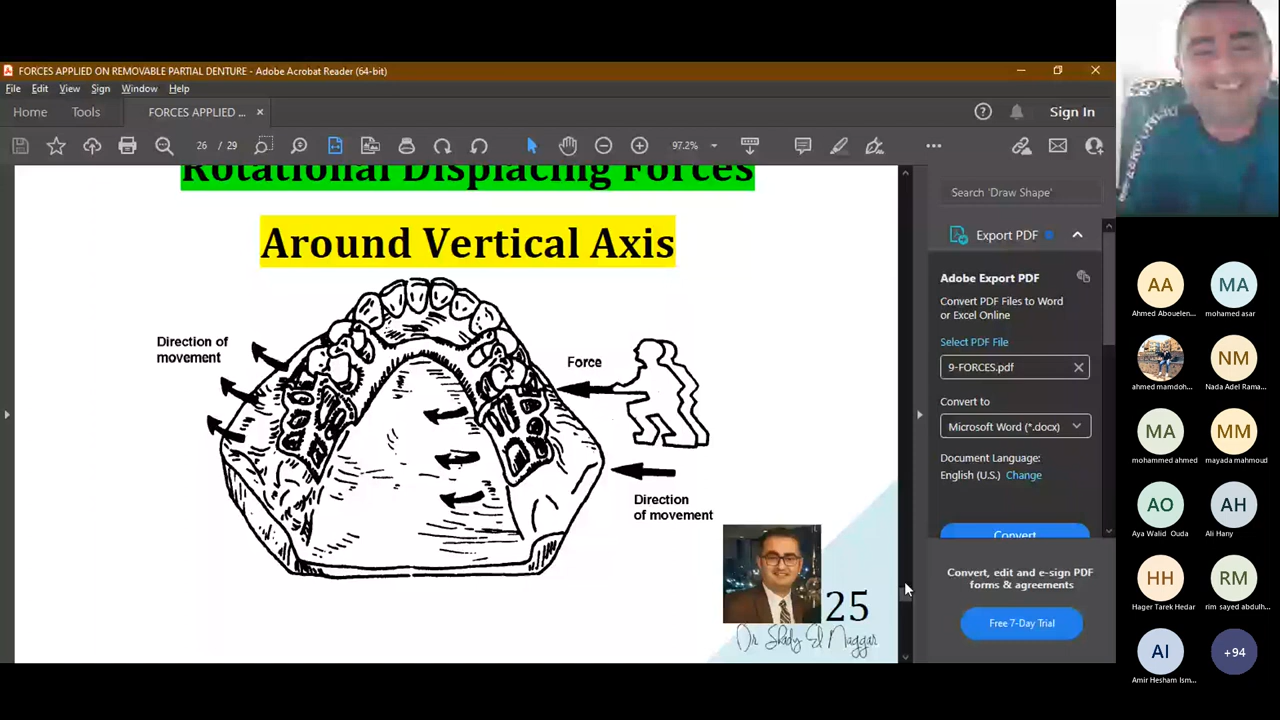 FORCES APPLIED ON REMOVABLE PARTIAL DENTURE - Adobe Acrobat Reader (64-bit)
File Edit View Sign Window Help
Home Tools FORCES APPLIED ... × Sign In
26 / 29 97.2%
Rotational Displacing Forces
Around Vertical Axis
Direction of
movement
Force
Direction
of movement
25
Dr Shady El Naggar
Search 'Draw Shape'
Export PDF
Adobe Export PDF
Convert PDF Files to Word
or Excel Online
Select PDF File
9-FORCES.pdf
Convert to
Microsoft Word (*.docx)
Document Language:
English (U.S.) Change
Convert
Convert, edit and e-sign PDF
forms & agreements
Free 7-Day Trial
AA MA
Ahmed Abouelen... mohamed asar
NM
ahmed mamdoh... Nada Adel Rama...
MA MM
mohammed ahmed mayada mahmoud
AO AH
Aya Walid Ouda Ali Hany
HH RM
Hager Tarek Hedar rim sayed abdulh...
AI +94
Amir Hesham Ism...